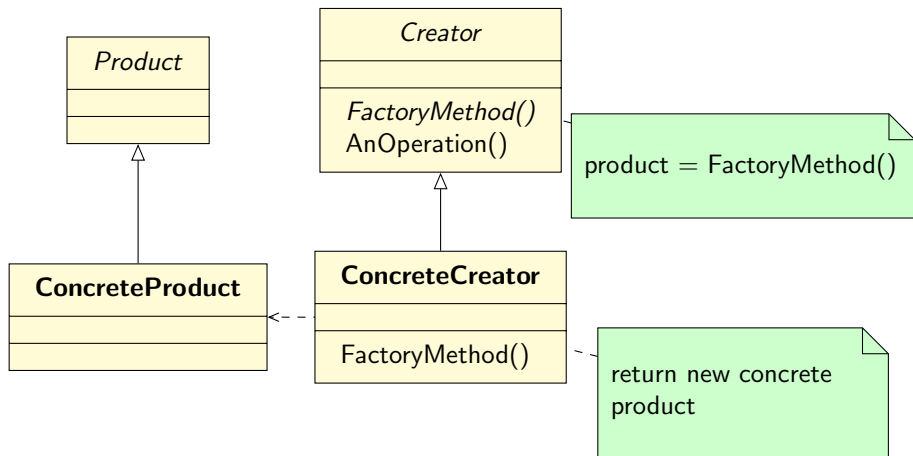 Creator
Product
FactoryMethod()
AnOperation()
product = FactoryMethod()
ConcreteProduct
ConcreteCreator
FactoryMethod()
return new concrete
product